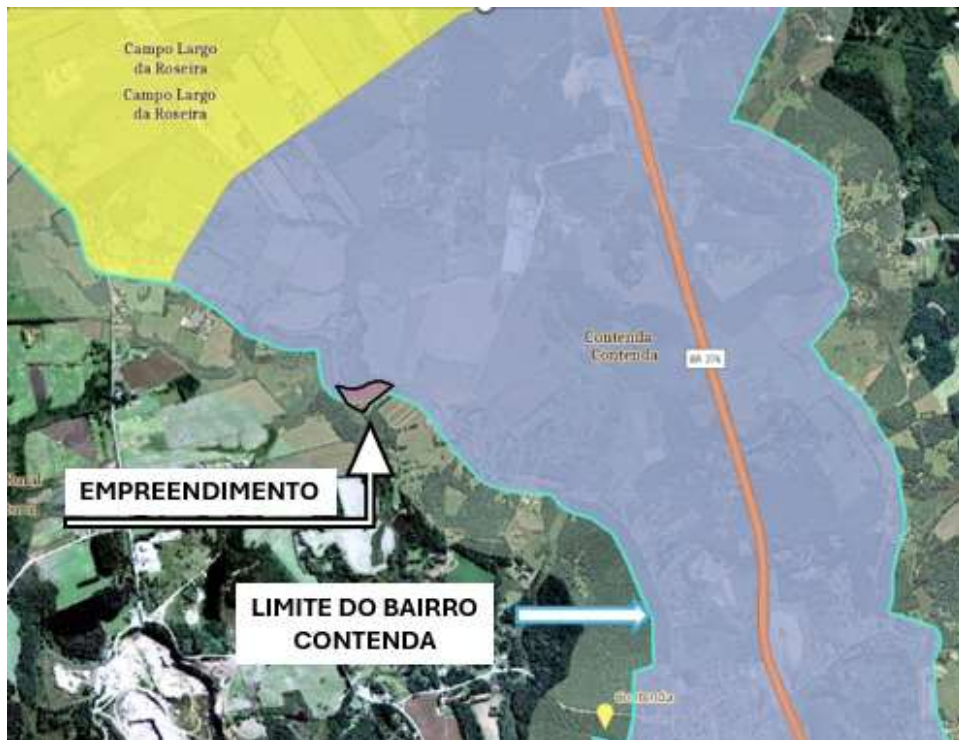 Campo Largo
da Roseira
Campo Largo
da Roseira
Contenda
Contenda
BR 376
EMPREENDIMENTO
LIMITE DO BAIRRO
CONTENDA